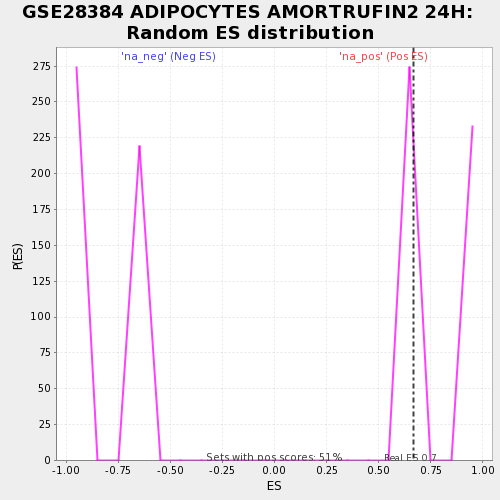 GSE28384 ADIPOCYTES AMORTRUFIN2 24H:
Random ES distribution
'na_neg' (Neg ES)
'na_pos' (Pos ES)
P(ES)
275
250
225
200
175
150
125
100
75
50
25
0
Sets with pos scores: 51%
Real ES 0.7
-1.00 -0.75 -0.50 -0.25 0.00 0.25 0.50 0.75 1.00
ES